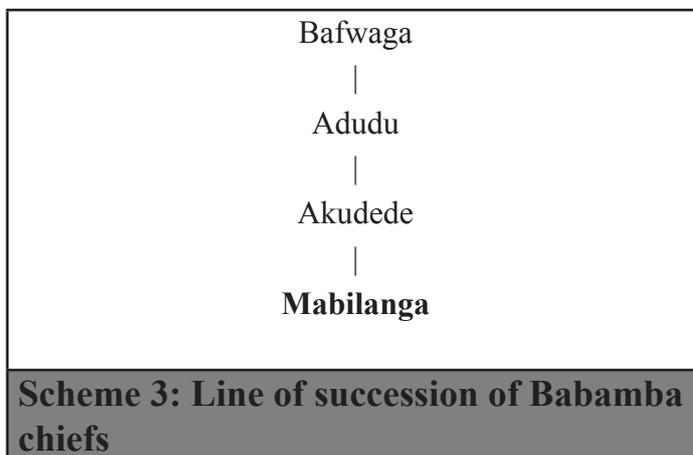 Bafwaga
|
Adudu
|
Akudede
|
Mabilanga
Scheme 3: Line of succession of Babamba
chiefs